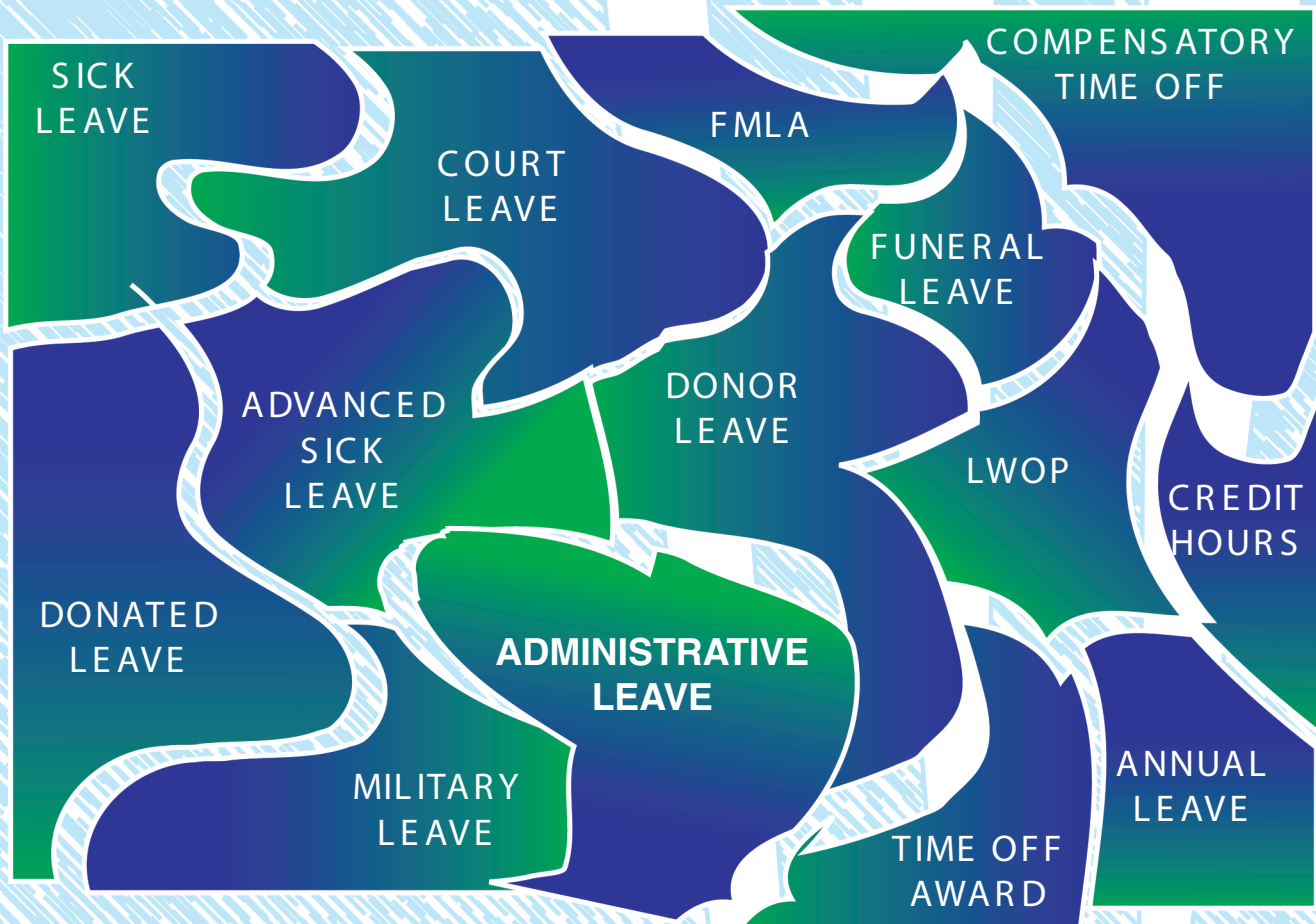 SICK
LEAVE
COURT
LEAVE
FMLA
COMPENSATORY
TIME OFF
FUNERAL
LEAVE
ADVANCED
SICK
LEAVE
DONOR
LEAVE
LWOP
CREDIT
HOURS
DONATED
LEAVE
ADMINISTRATIVE
LEAVE
MILITARY
LEAVE
TIME OFF
AWARD
ANNUAL
LEAVE